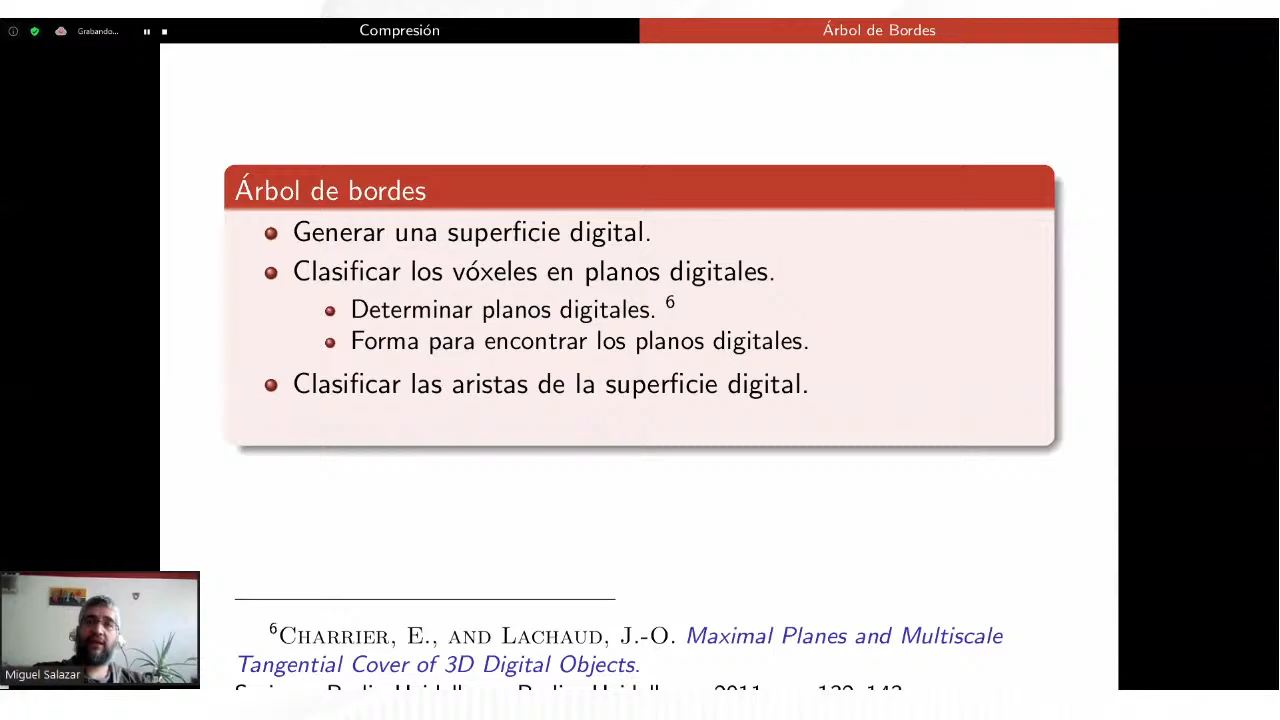 Grabando...
Compresión
Árbol de Bordes
Árbol de bordes
Generar una superficie digital.
Clasificar los vóxeles en planos digitales.
Determinar planos digitales. 6
Forma para encontrar los planos digitales.
Clasificar las aristas de la superficie digital.
6CHARRIER, E., AND LACHAUD, J.-O. Maximal Planes and Multiscale
Tangential Cover of 3D Digital Objects.
Miguel Salazar